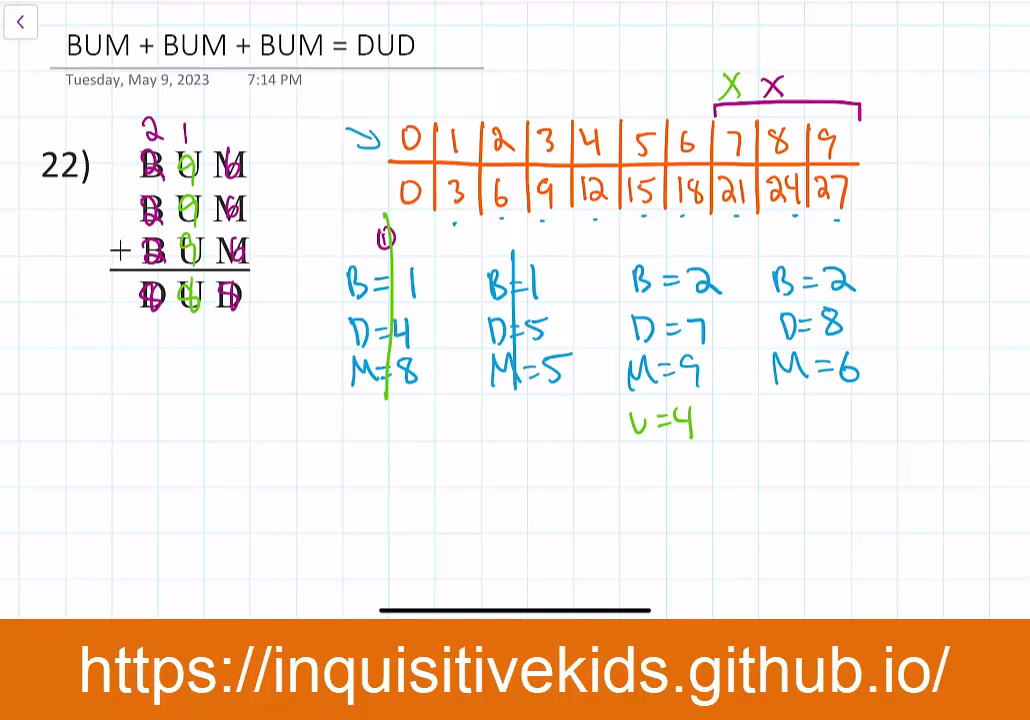 BUM + BUM + BUM = DUD
Tuesday, May 9, 2023 7:14 PM
X X
0 1 2 3 4 5 6 7 8 9
0 3 6 9 12 15 18 21 24 27
2 1
22) B U M
B U M
+ B U M
D U D
1
B=1 B=1 B=2 B=2
D=4 D=5 D=7 D=8
M=8 M=5 M=9 M=6
U=4
https://inquisitivekids.github.io/